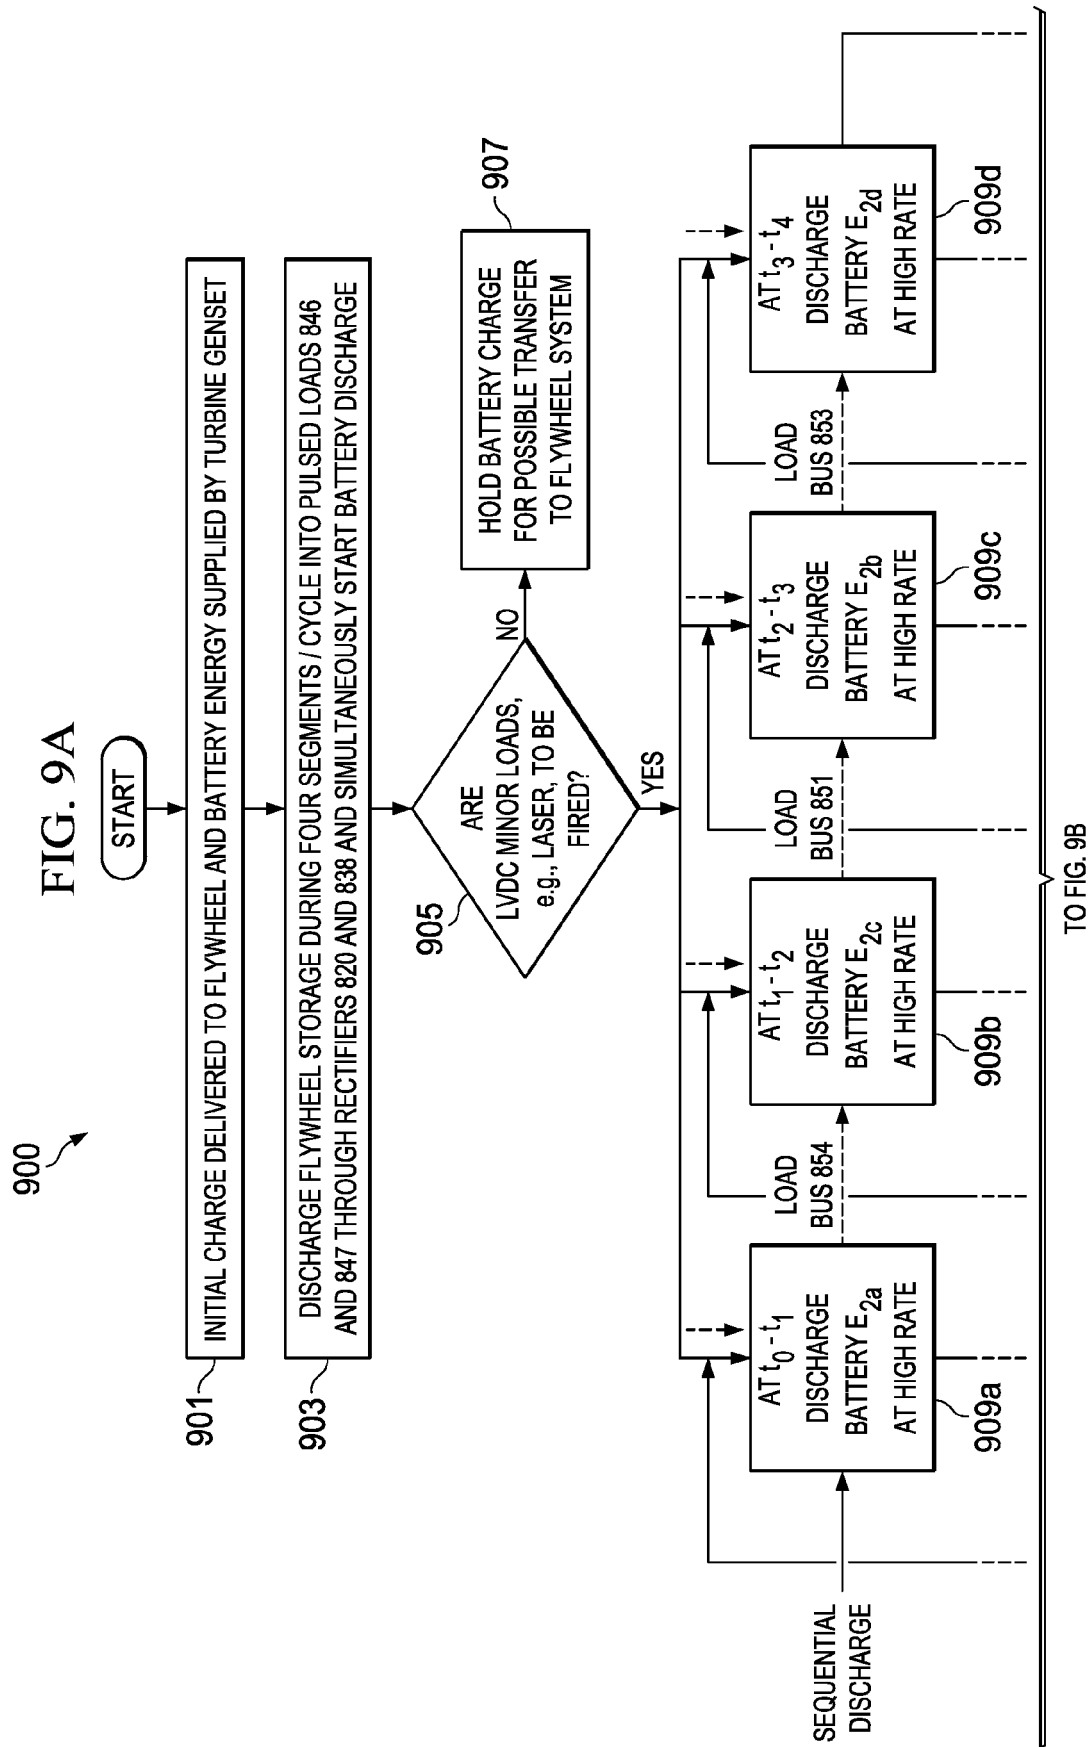 FIG. 9A
900
START
INITIAL CHARGE DELIVERED TO FLYWHEEL AND BATTERY ENERGY SUPPLIED BY TURBINE GENSET
901
DISCHARGE FLYWHEEL STORAGE DURING FOUR SEGMENTS / CYCLE INTO PULSED LOADS 846
AND 847 THROUGH RECTIFIERS 820 AND 838 AND SIMULTANEOUSLY START BATTERY DISCHARGE
903
905
ARE
LVDC MINOR LOADS,
e.g., LASER, TO BE
FIRED?
NO
YES
907
HOLD BATTERY CHARGE
FOR POSSIBLE TRANSFER
TO FLYWHEEL SYSTEM
SEQUENTIAL
DISCHARGE
AT t0 - t1
DISCHARGE
BATTERY E2a
AT HIGH RATE
909a
LOAD
BUS 854
AT t1 - t2
DISCHARGE
BATTERY E2c
AT HIGH RATE
909b
LOAD
BUS 851
AT t2 - t3
DISCHARGE
BATTERY E2b
AT HIGH RATE
909c
LOAD
BUS 853
AT t3 - t4
DISCHARGE
BATTERY E2d
AT HIGH RATE
909d
TO FIG. 9B